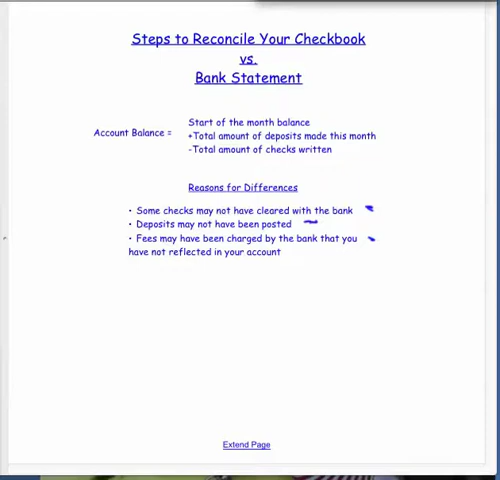 Steps to Reconcile Your Checkbook
vs.
Bank Statement
Start of the month balance
Account Balance = +Total amount of deposits made this month
-Total amount of checks written
Reasons for Differences
• Some checks may not have cleared with the bank
• Deposits may not have been posted
• Fees may have been charged by the bank that you
have not reflected in your account
Extend Page